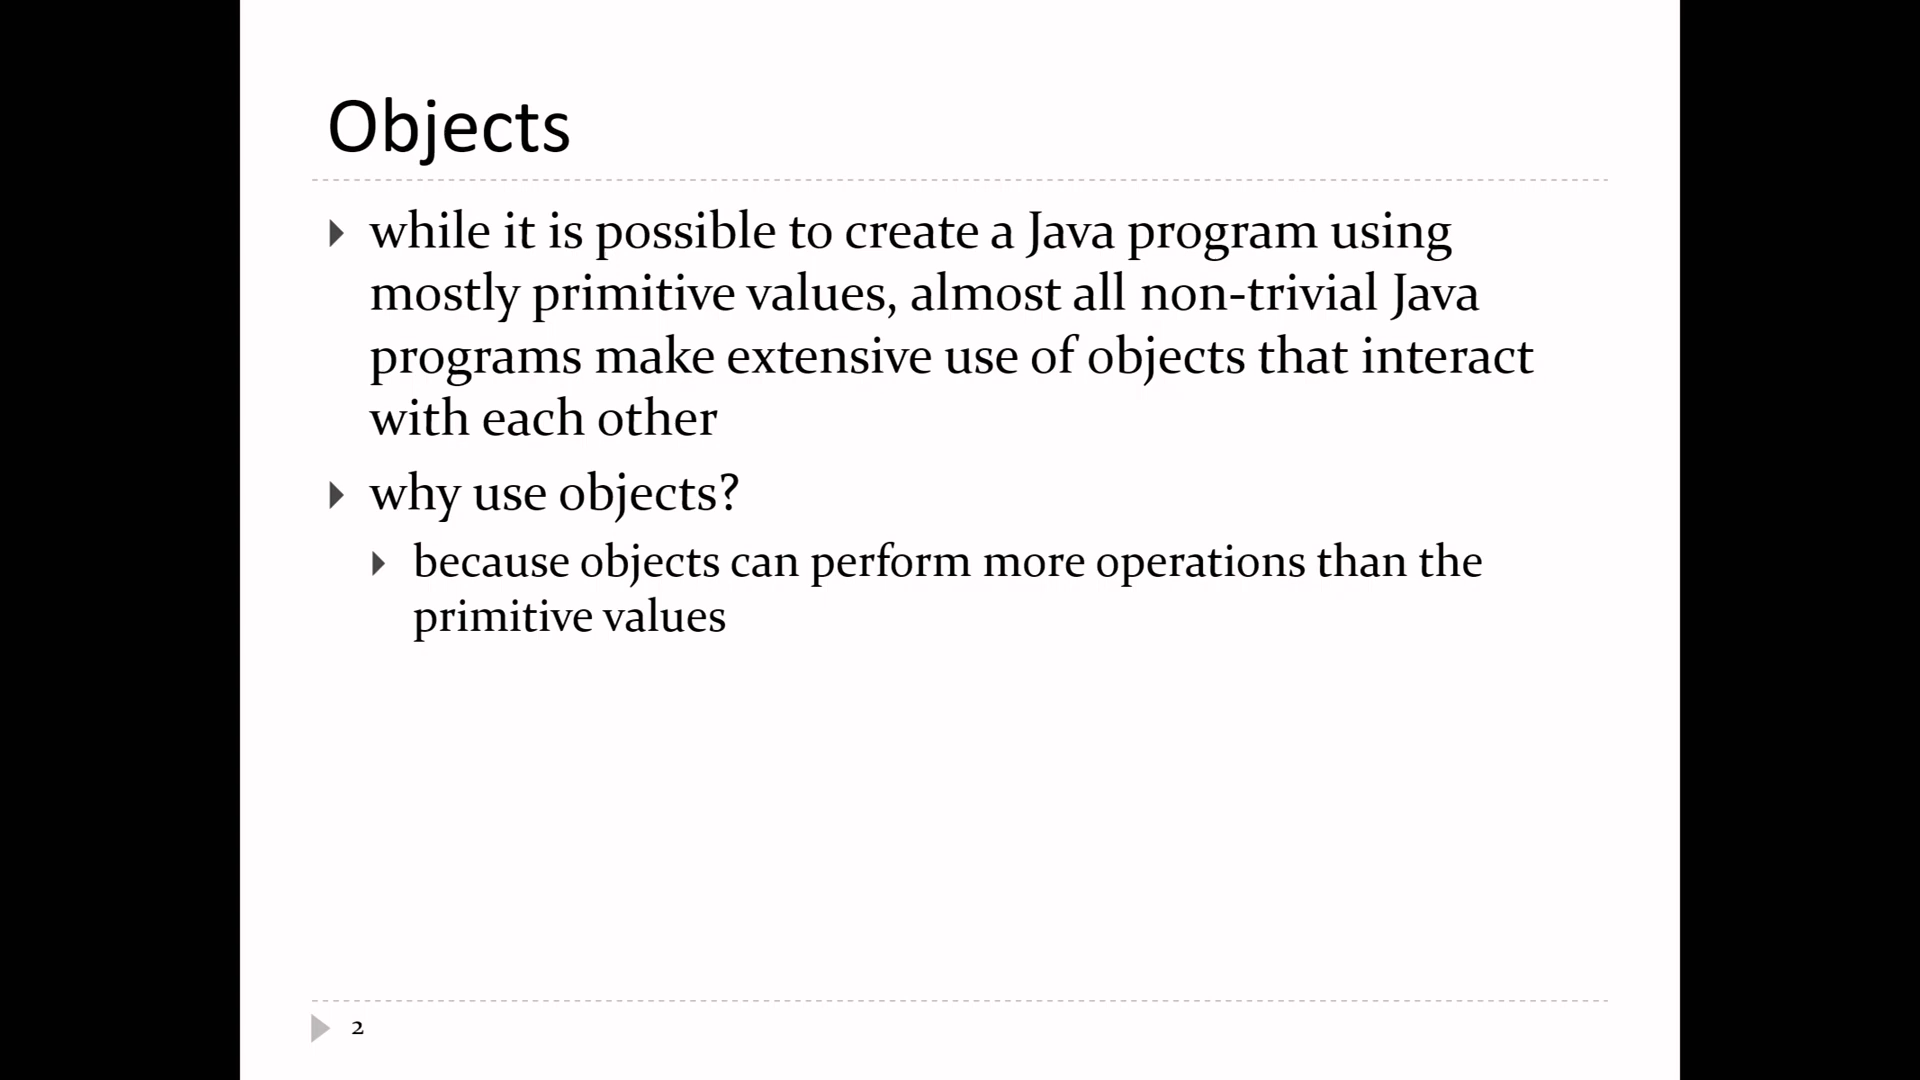 Objects
while it is possible to create a Java program using
mostly primitive values, almost all non-trivial Java
programs make extensive use of objects that interact
with each other
why use objects?
because objects can perform more operations than the
primitive values
2